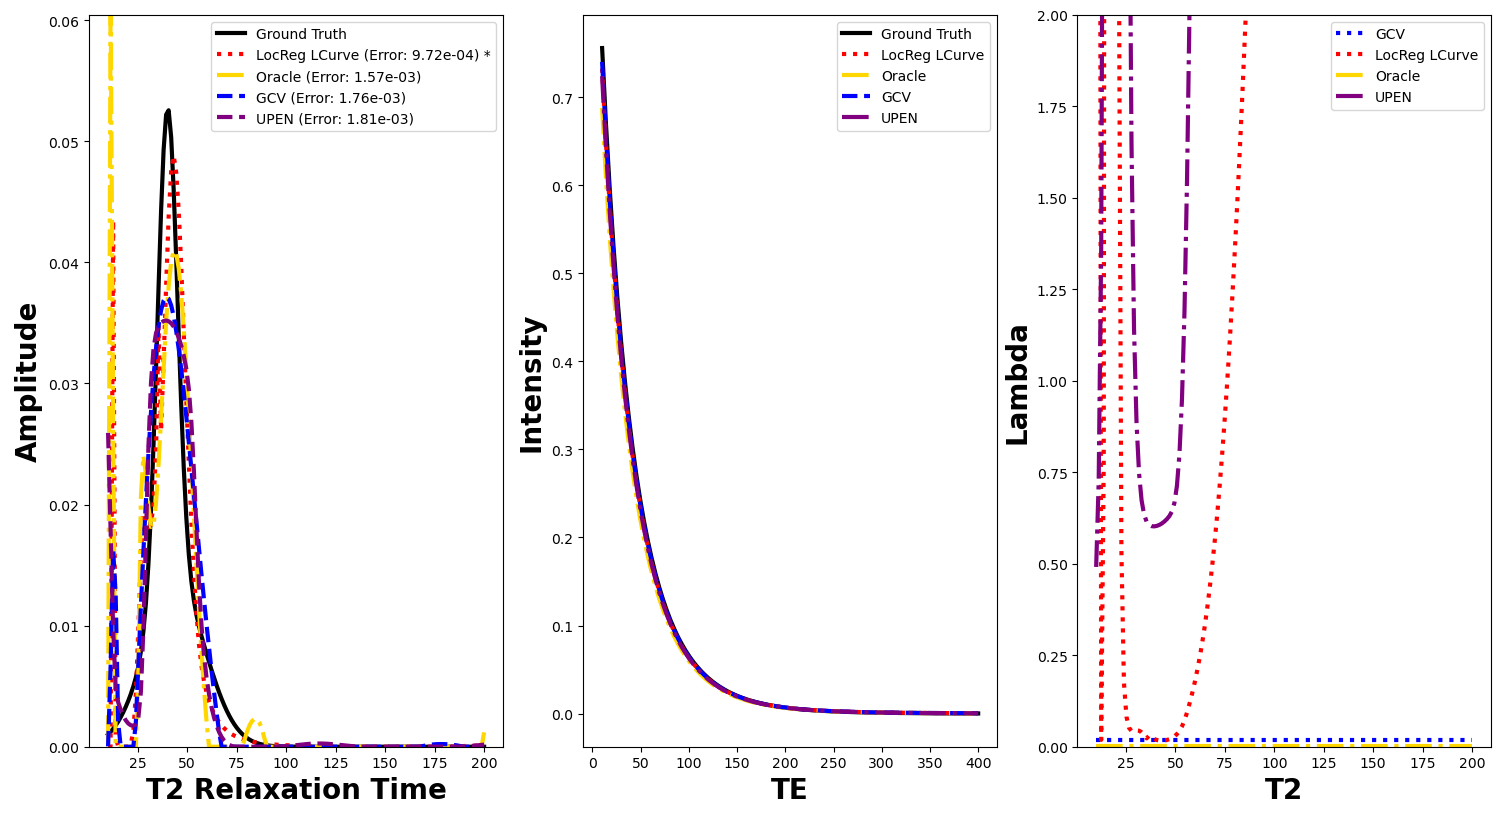 Amplitude
0.06
0.05
0.04
0.03
0.02
0.01
0.00
Ground Truth
LocReg LCurve (Error: 9.72e-04) *
Oracle (Error: 1.57e-03)
GCV (Error: 1.76e-03)
UPEN (Error: 1.81e-03)
25 50 75 100 125 150 175 200
T2 Relaxation Time
Intensity
0.7
0.6
0.5
0.4
0.3
0.2
0.1
0.0
Ground Truth
LocReg LCurve
Oracle
GCV
UPEN
0 50 100 150 200 250 300 350 400
TE
Lambda
2.00
1.75
1.50
1.25
1.00
0.75
0.50
0.25
0.00
GCV
LocReg LCurve
Oracle
UPEN
25 50 75 100 125 150 175 200
T2